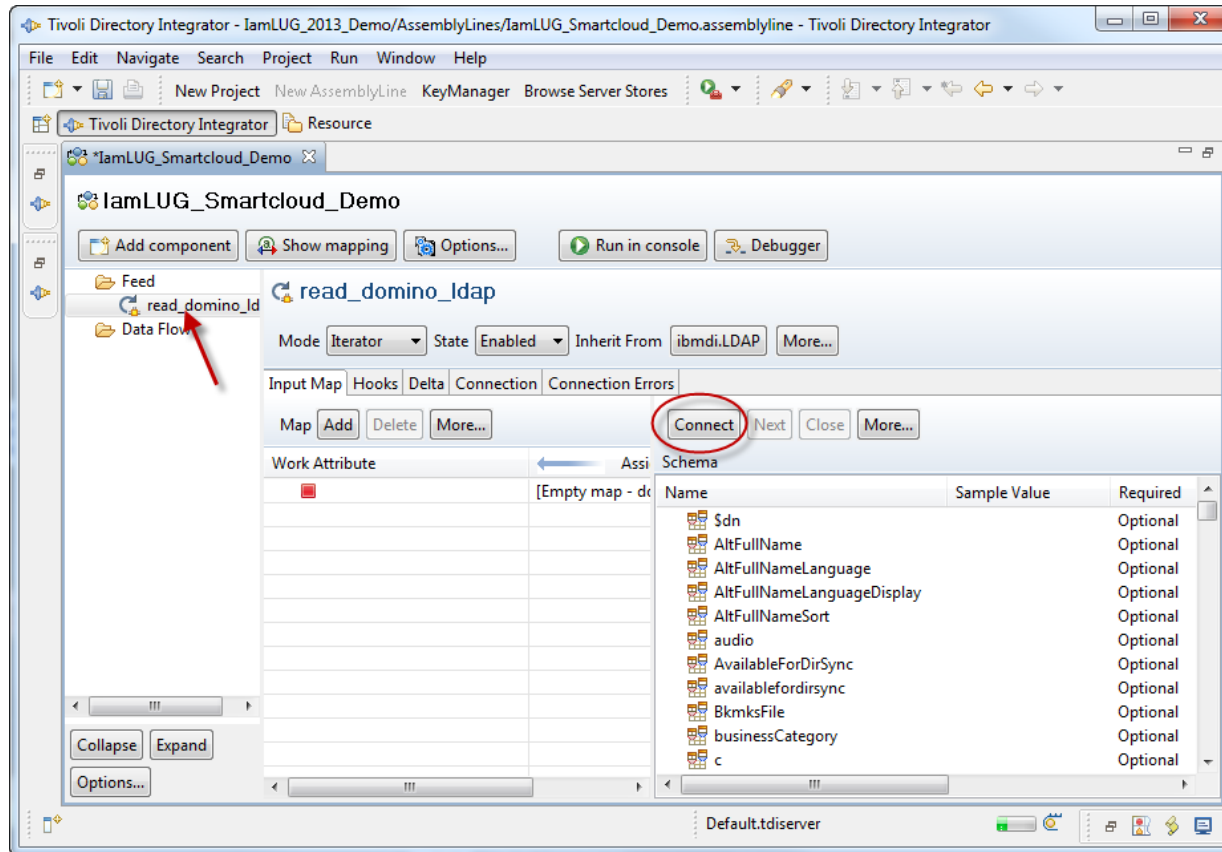 Tivoli Directory Integrator - IamLUG_2013_Demo/AssemblyLines/IamLUG_Smartcloud_Demo.assemblyline - Tivoli Directory Integrator
File Edit Navigate Search Project Run Window Help
New Project New AssemblyLine KeyManager Browse Server Stores
Tivoli Directory Integrator Resource
*IamLUG_Smartcloud_Demo
IamLUG_Smartcloud_Demo
Add component Show mapping Options... Run in console Debugger
Feed
read_domino_ld
Data Flow
read_domino_ldap
Mode Iterator State Enabled Inherit From ibmdi.LDAP More...
Input Map Hooks Delta Connection Connection Errors
Map Add Delete More... Connect Next Close More...
Work Attribute Assi Schema
[Empty map - do Name Sample Value Required
$dn Optional
AltFullName Optional
AltFullNameLanguage Optional
AltFullNameLanguageDisplay Optional
AltFullNameSort Optional
audio Optional
AvailableForDirSync Optional
availablefordirsync Optional
BkmksFile Optional
businessCategory Optional
c Optional
Collapse Expand
Options...
Default.tdiserver